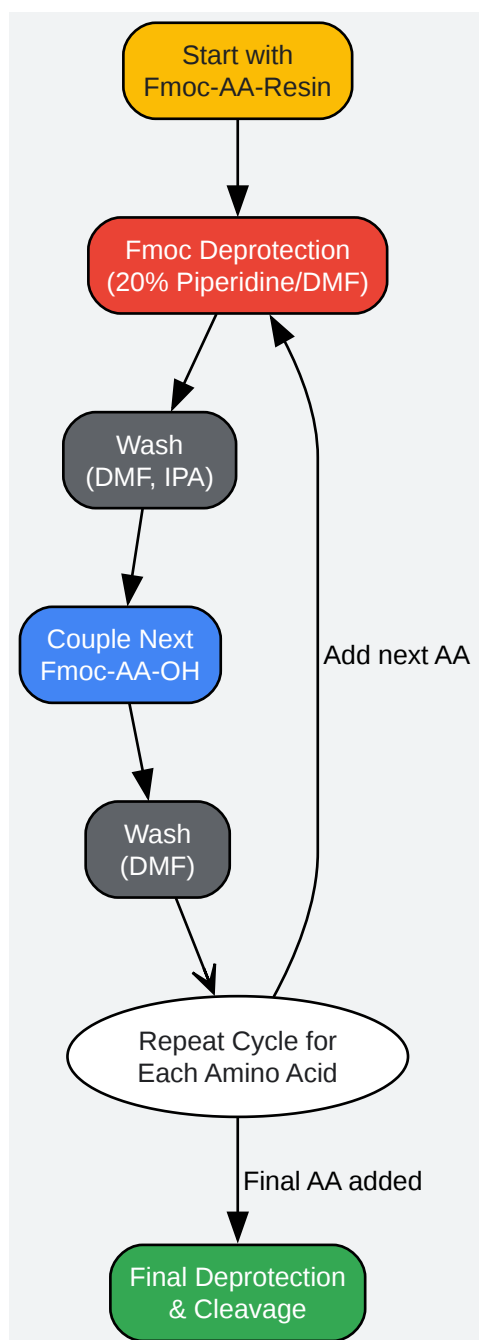 Start with
Fmoc-AA-Resin
Fmoc Deprotection
(20% Piperidine/DMF)
Wash
(DMF, IPA)
Couple Next
Fmoc-AA-OH
Add next AA
Wash
(DMF)
Repeat Cycle for
Each Amino Acid
Final AA added
Final Deprotection
& Cleavage